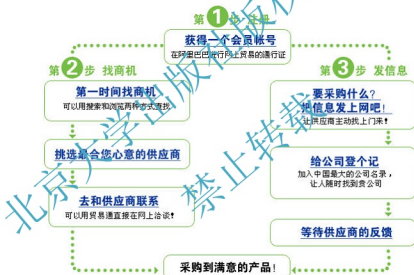 第1步 注册
获得一个会员帐号
在阿里巴巴进行网上贸易的通行证
第2步 找商机
第一时间找商机
可以用搜索和浏览两种方式查找
挑选最合您心意的供应商
去和供应商联系
可以用贸易通直接在网上洽谈!
第3步 发信息
要采购什么?
把信息发上网吧!
让供应商主动找上门来!
给公司登个记
加入中国最大的公司名录,
让人随时找到贵公司
等待供应商的反馈
采购到满意的产品!
北京大学出版社版权
禁止转载